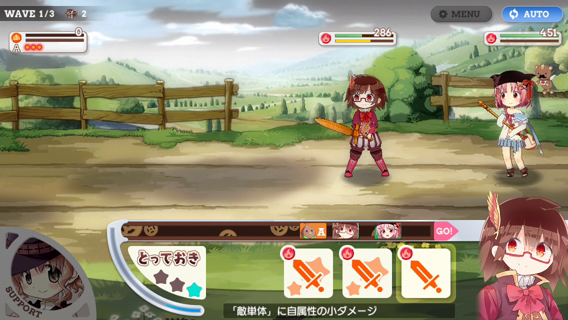 WAVE 1/3 2
MENU
AUTO
0
A
286
451
GO!
とっておき
SUPPORT
「敵単体」に自属性の小ダメージ